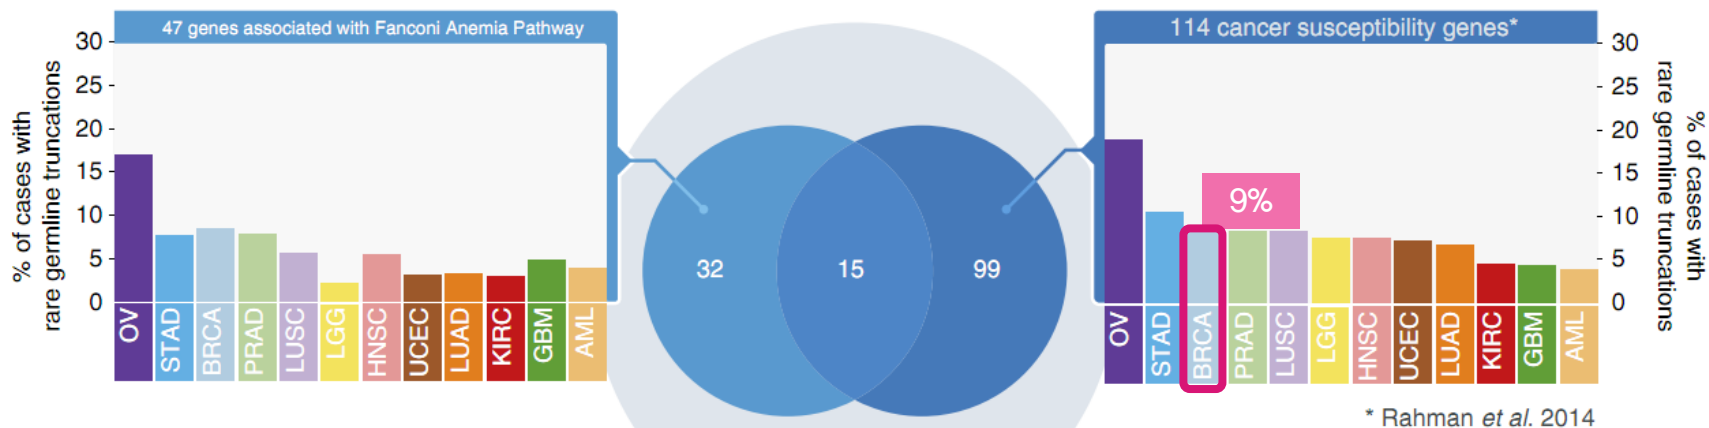 47 genes associated with Fanconi Anemia Pathway
% of cases with
rare germline truncations
30
25
20
15
10
5
0
OV
STAD
BRCA
PRAD
LUSC
LGG
HNSC
UCEC
LUAD
KIRC
GBM
AML
32
15
99
114 cancer susceptibility genes*
9%
30
25
20
15
10
5
0
% of cases with
rare germline truncations
OV
STAD
BRCA
PRAD
LUSC
LGG
HNSC
UCEC
LUAD
KIRC
GBM
AML
* Rahman et al. 2014